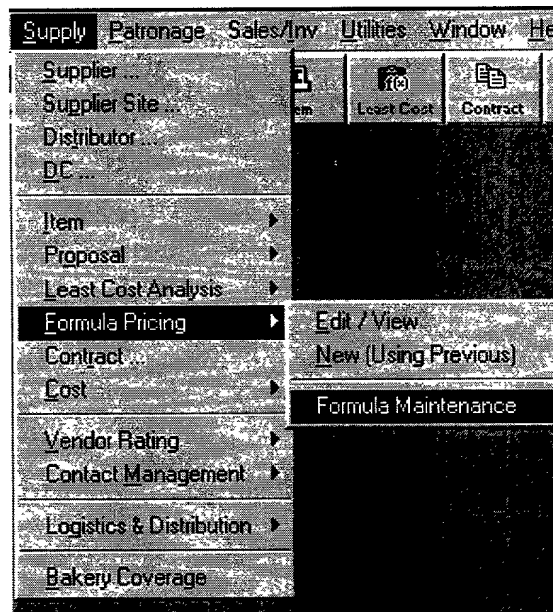 Supply Patronage Sales/Inv Utilities Window He
Supplier ...
Supplier Site ...
Distributor ...
DC ...
Least Cost Contract
Item
Proposal
Least Cost Analysis
Formula Pricing
Edit / View
New (Using Previous)
Formula Maintenance
Contract ...
Cost
Vendor Rating
Contact Management
Logistics & Distribution
Bakery Coverage